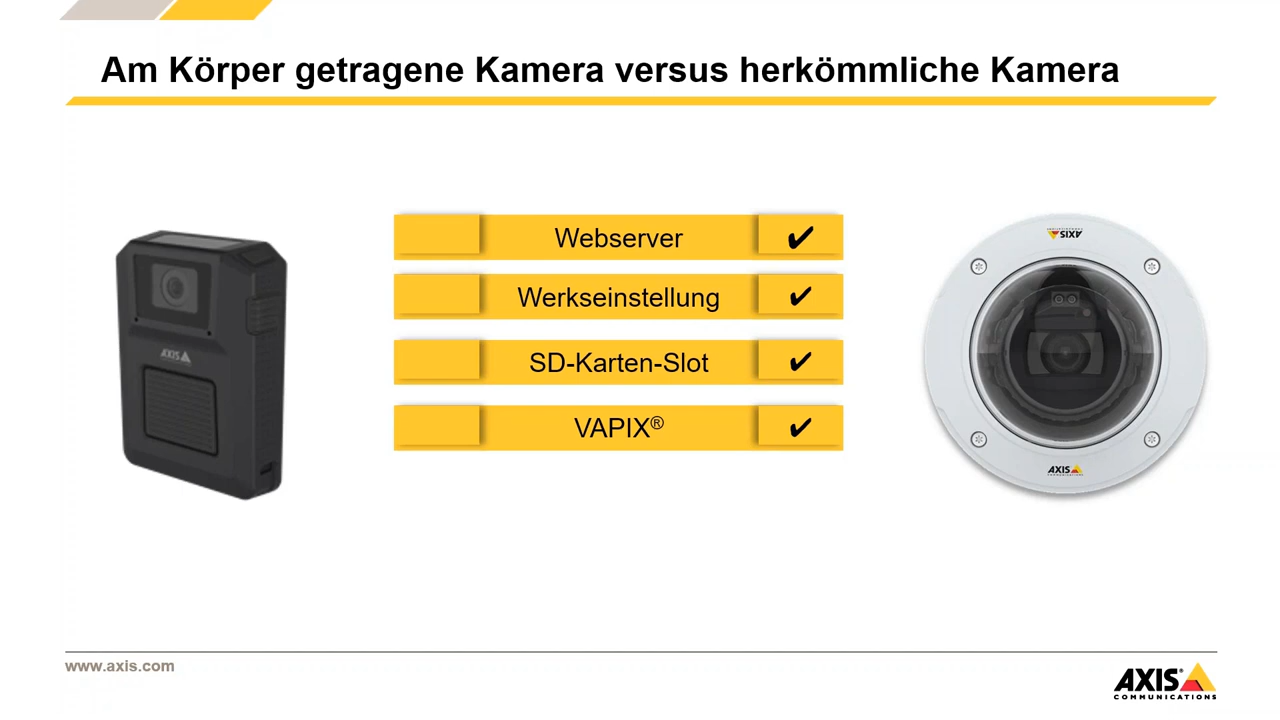 Am Körper getragene Kamera versus herkömmliche Kamera
Webserver ✔
Werkseinstellung ✔
SD-Karten-Slot ✔
VAPIX® ✔
AXIS
AXIS
AXIS
COMMUNICATIONS
www.axis.com
AXIS
COMMUNICATIONS